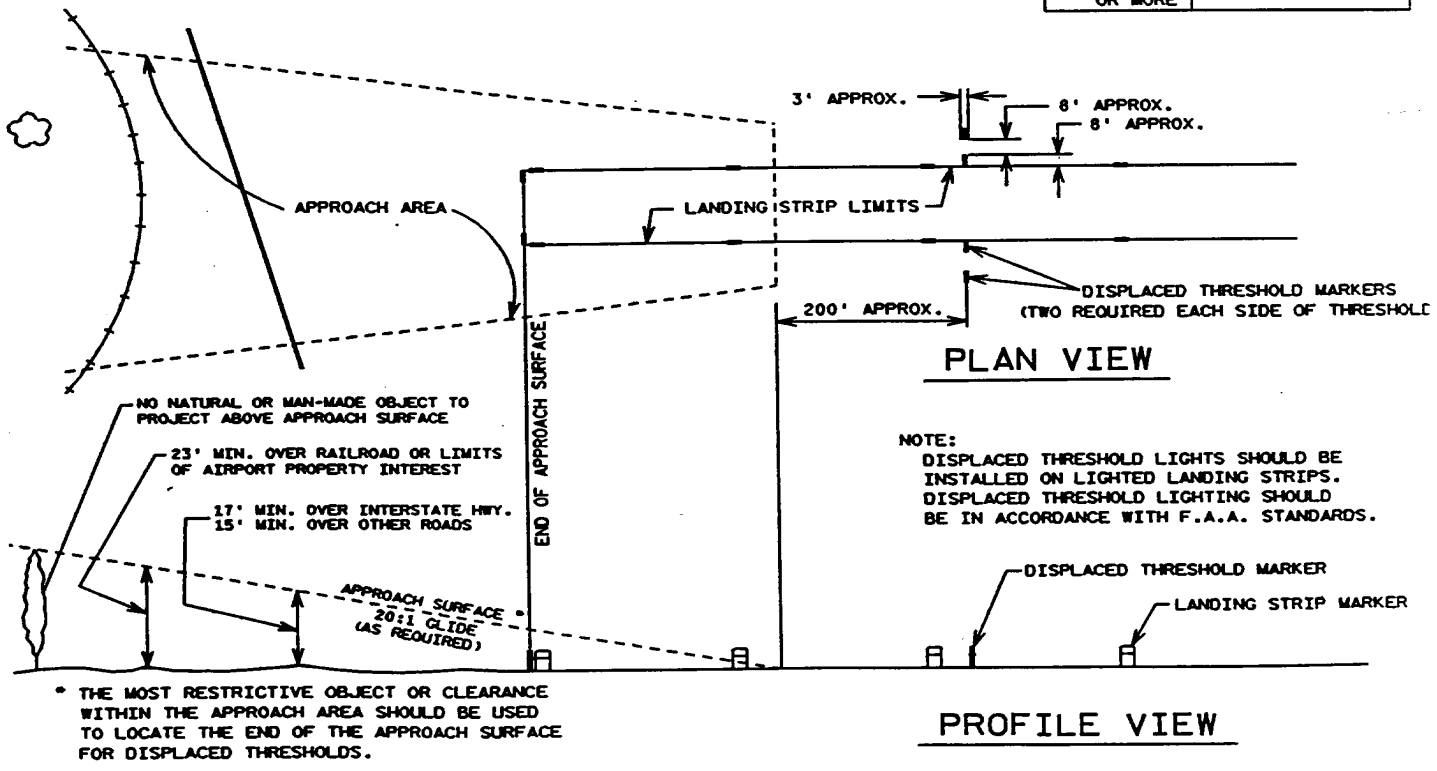 OR MORE
3' APPROX.
8' APPROX.
8' APPROX.
APPROACH AREA
LANDING STRIP LIMITS
DISPLACED THRESHOLD MARKERS
(TWO REQUIRED EACH SIDE OF THRESHOLD
200' APPROX.
PLAN VIEW
END OF APPROACH SURFACE
NO NATURAL OR MAN-MADE OBJECT TO
PROJECT ABOVE APPROACH SURFACE
23' MIN. OVER RAILROAD OR LIMITS
OF AIRPORT PROPERTY INTEREST
17' MIN. OVER INTERSTATE HWY.
15' MIN. OVER OTHER ROADS
NOTE:
DISPLACED THRESHOLD LIGHTS SHOULD BE
INSTALLED ON LIGHTED LANDING STRIPS.
DISPLACED THRESHOLD LIGHTING SHOULD
BE IN ACCORDANCE WITH F.A.A. STANDARDS.
APPROACH SURFACE *
20:1 GLIDE
(AS REQUIRED)
DISPLACED THRESHOLD MARKER
LANDING STRIP MARKER
* THE MOST RESTRICTIVE OBJECT OR CLEARANCE
WITHIN THE APPROACH AREA SHOULD BE USED
TO LOCATE THE END OF THE APPROACH SURFACE
FOR DISPLACED THRESHOLDS.
PROFILE VIEW